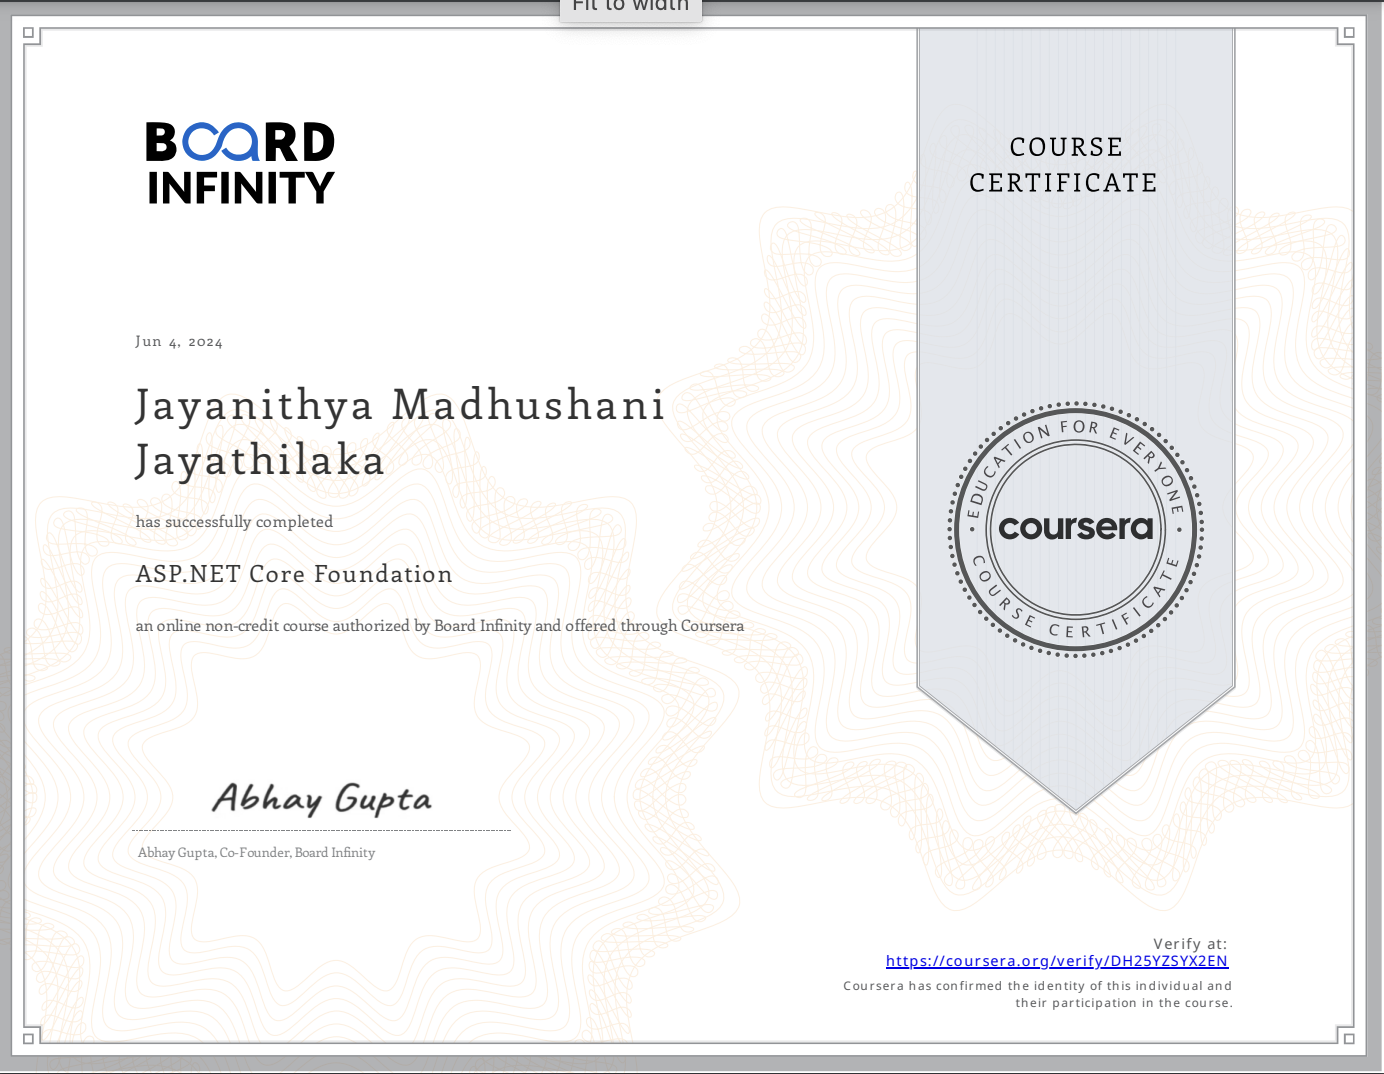 Fit to width
BOARD
INFINITY
COURSE
CERTIFICATE
Jun 4, 2024
Jayanithya Madhushani
Jayathilaka
has successfully completed
ASP.NET Core Foundation
an online non-credit course authorized by Board Infinity and offered through Coursera
EDUCATION FOR EVERYONE
coursera
COURSE CERTIFICATE
Abhay Gupta
Abhay Gupta, Co-Founder, Board Infinity
Verify at:
https://coursera.org/verify/DH25YZSYX2EN
Coursera has confirmed the identity of this individual and
their participation in the course.